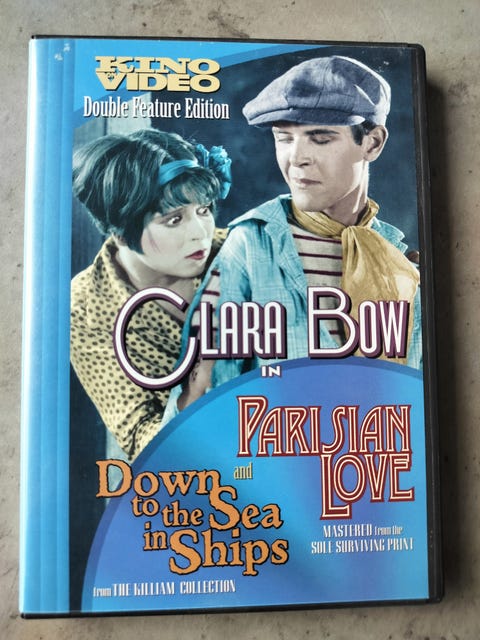 KINO
ON
VIDEO
Double Feature Edition
CLARA BOW
IN
PARISIAN
LOVE
and
Down
to the Sea
in Ships
MASTERED from the
SOLE SURVIVING PRINT
from THE KILLIAM COLLECTION